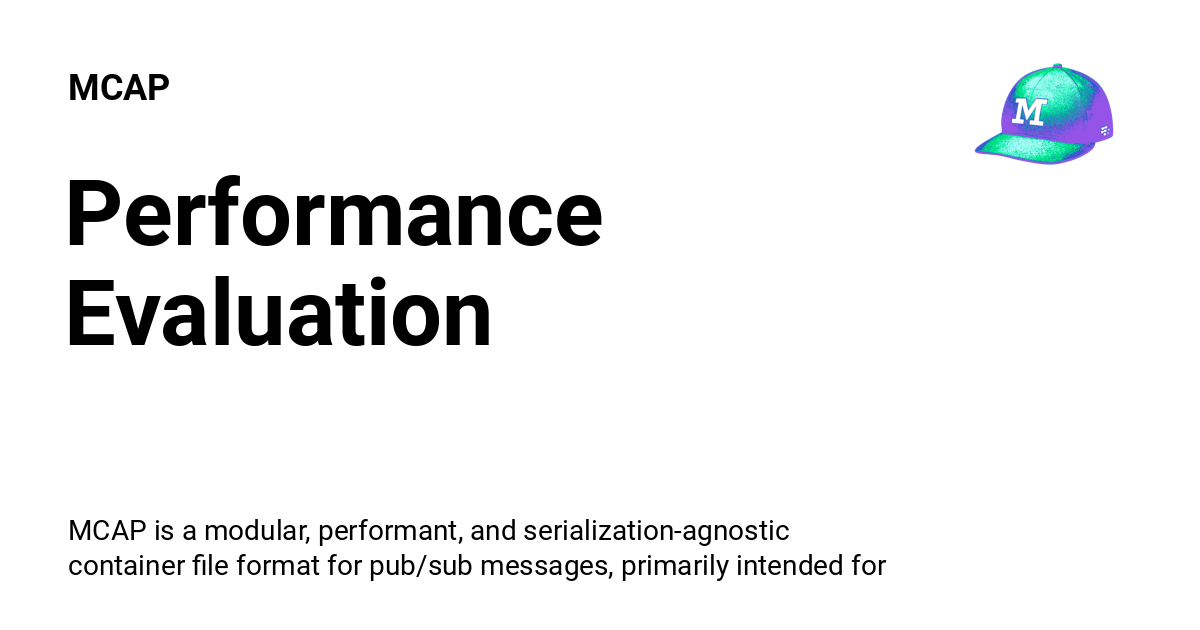 MCAP
M
Performance
Evaluation
MCAP is a modular, performant, and serialization-agnostic
container file format for pub/sub messages, primarily intended for